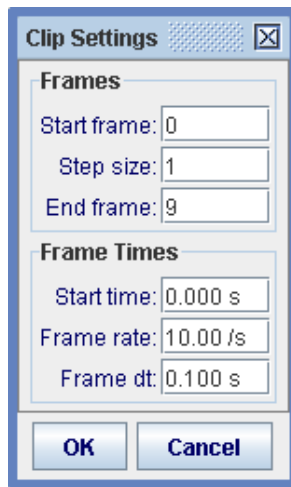 Clip Settings
Frames
Start frame: 0
Step size: 1
End frame: 9
Frame Times
Start time: 0.000 s
Frame rate: 10.00 /s
Frame dt: 0.100 s
OK Cancel